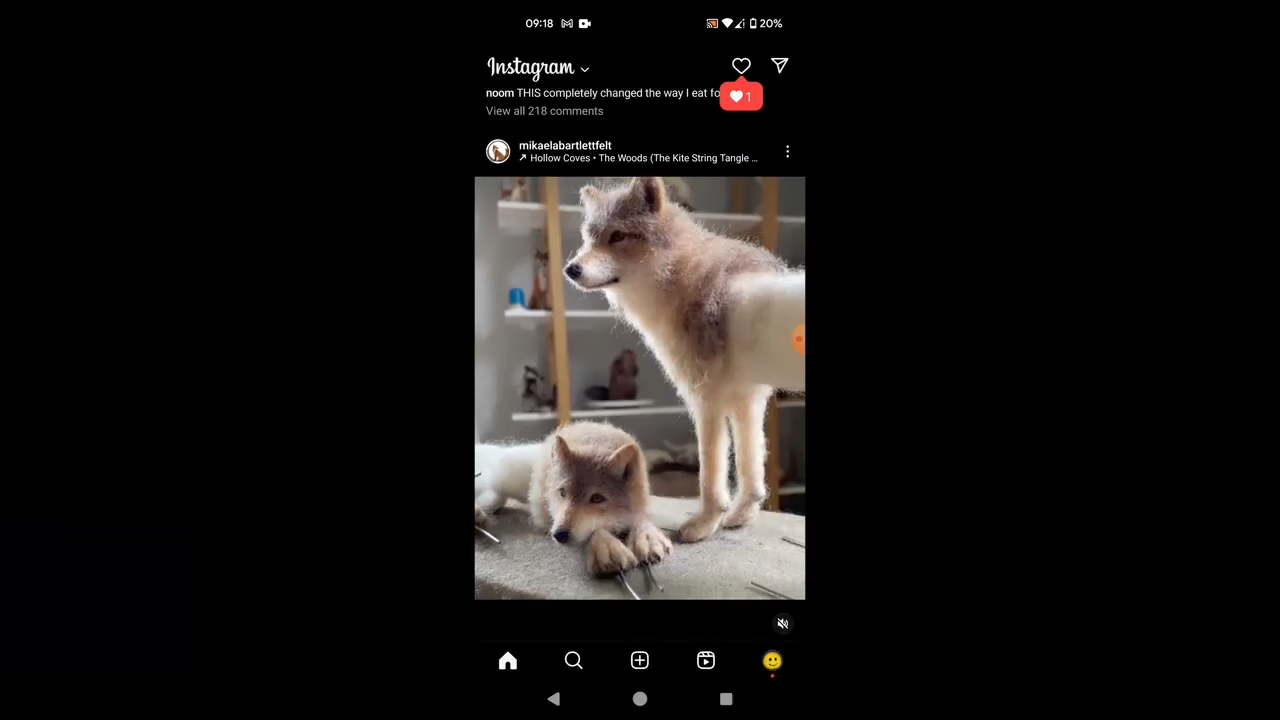 09:18
20%
Instagram
1
noom THIS completely changed the way I eat fo
View all 218 comments
mikaelabartlettfelt
Hollow Coves • The Woods (The Kite String Tangle ...